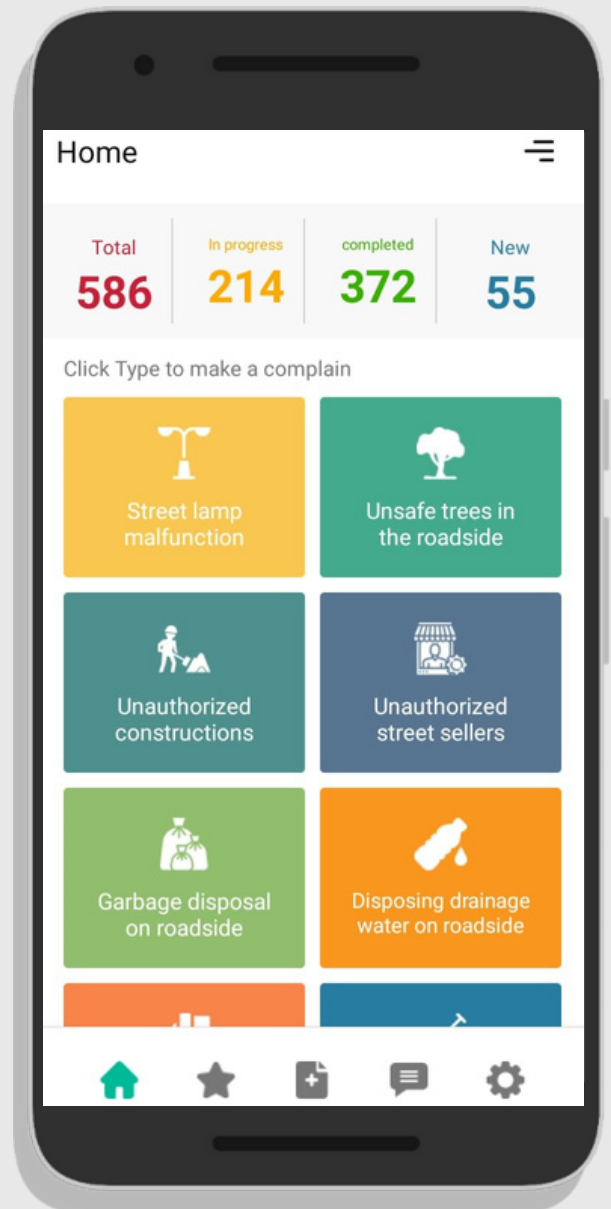 Home
Total
In progress
completed
New
586
214
372
55
Click Type to make a complain
Street lamp
malfunction
Unsafe trees in
the roadside
Unauthorized
constructions
Unauthorized
street sellers
Garbage disposal
on roadside
Disposing drainage
water on roadside